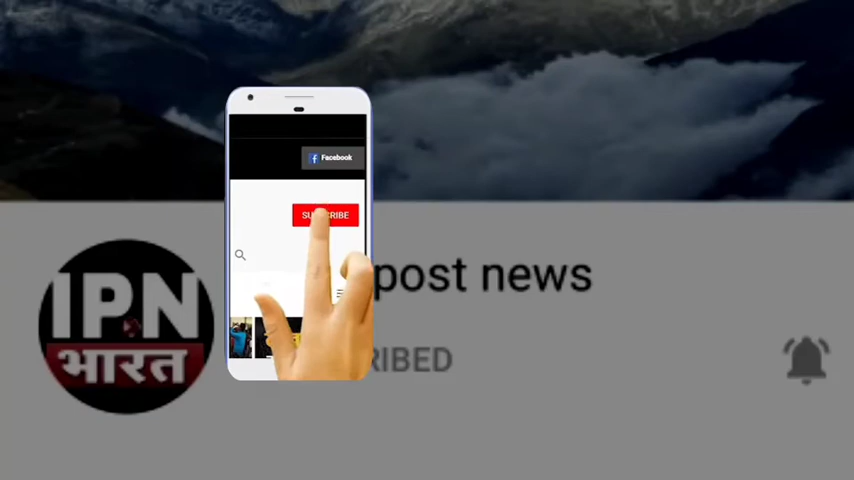 Facebook
SUBSCRIBE
IPN
भारत
post news
RIBED